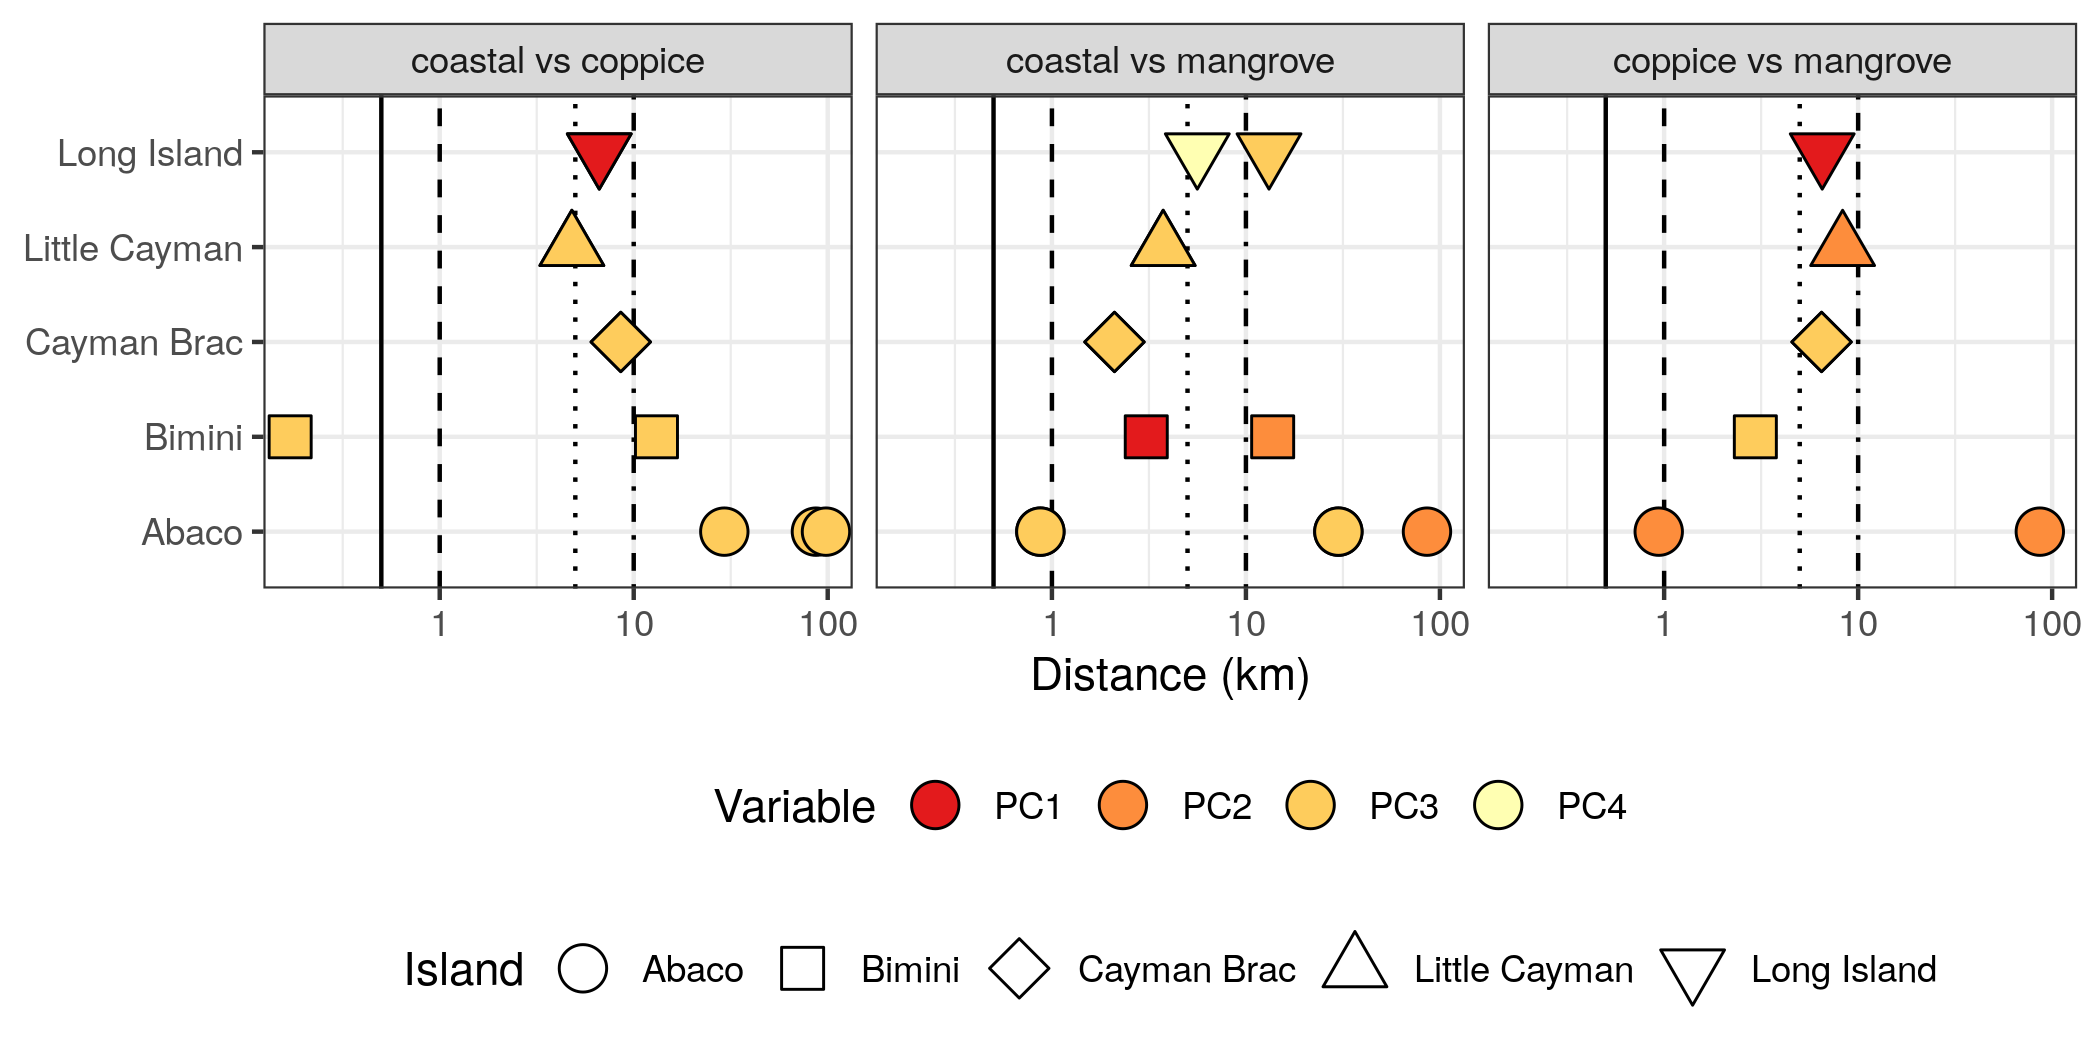 coastal vs coppice
coastal vs mangrove
coppice vs mangrove
Long Island
Little Cayman
Cayman Brac
Bimini
Abaco
1 10 100 1 10 100 1 10 100
Distance (km)
Variable PC1 PC2 PC3 PC4
Island Abaco Bimini Cayman Brac Little Cayman Long Island